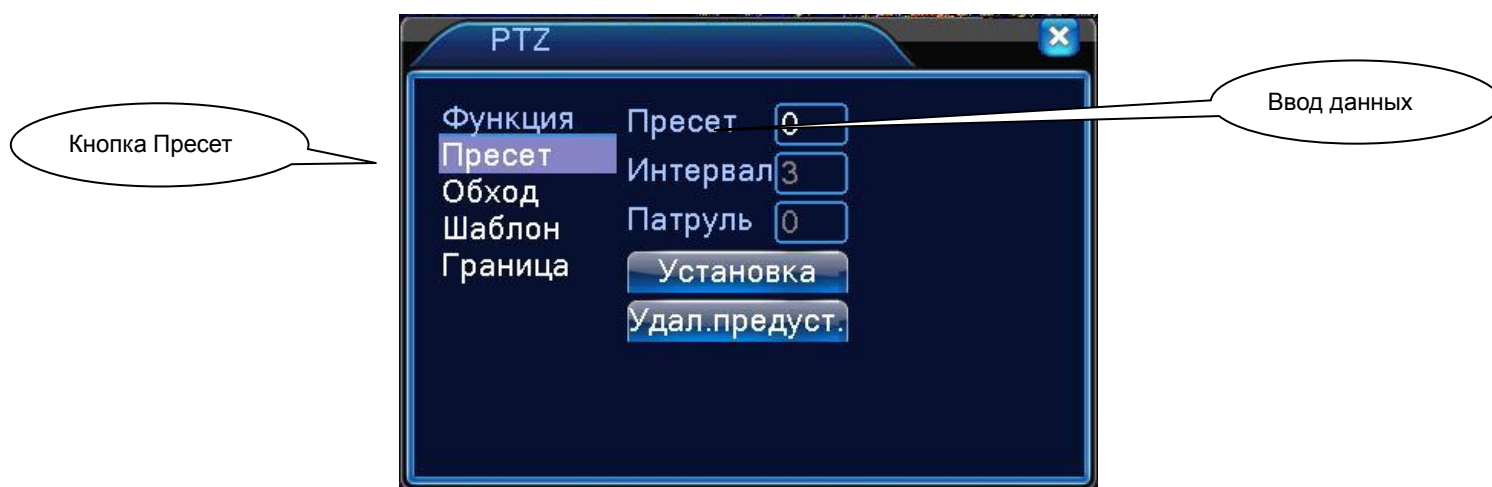 PTZ
Кнопка Пресет
Ввод данных
Функция
Пресет
Обход
Шаблон
Граница
Пресет 0
Интервал 3
Патруль 0
Установка
Удал.предуст.